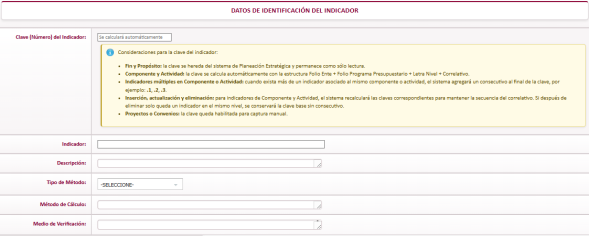 DATOS DE IDENTIFICACIÓN DEL INDICADOR
Clave (Número) del Indicador:
Se calculará automáticamente
Consideraciones para la clave del indicador:
• Fin y Propósito: la clave se hereda del sistema de Planeación Estratégica y permanece como sólo lectura.
• Componente y Actividad: la clave se calcula automáticamente con la estructura Folio Ente + Folio Programa Presupuestario + Letra Nivel + Correlativo.
• Indicadores múltiples en Componente o Actividad: cuando exista más de un indicador asociado al mismo componente o actividad, el sistema agregará un consecutivo al final de la clave, por
ejemplo: .1, .2, .3.
• Inserción, actualización y eliminación: para indicadores de Componente y Actividad, el sistema recalculará las claves correspondientes para mantener la secuencia del correlativo. Si después de
eliminar solo queda un indicador en el mismo nivel, se conservará la clave base sin consecutivo.
• Proyectos o Convenios: la clave queda habilitada para captura manual.
Indicador:
Descripción:
Tipo de Método:
-SELECCIONE-
Método de Cálculo:
Medio de Verificación: